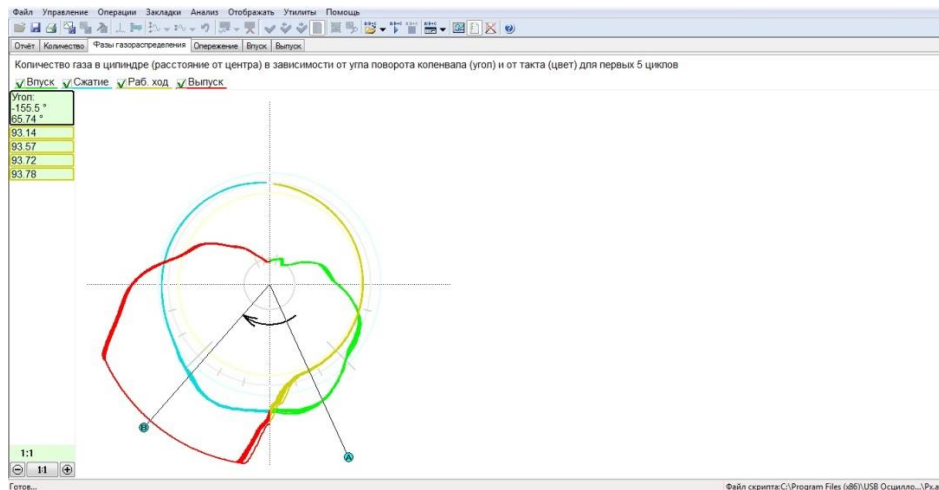 Файл Управление Операции Закладки Анализ Отображать Утилиты Помощь
Отчёт Количество Фазы газораспределения Опережение Впуск Выпуск
Количество газа в цилиндре (расстояние от центра) в зависимости от угла поворота коленвала (угол) и от такта (цвет) для первых 5 циклов
Впуск Сжатие Раб. ход Выпуск
Угол:
-155.5 °
65.74 °
93.14
93.57
93.72
93.78
B
A
1:1
1:1
Готов... Файл скрипта:C:\Program Files (x86)\USB Осцилло...\Px.a